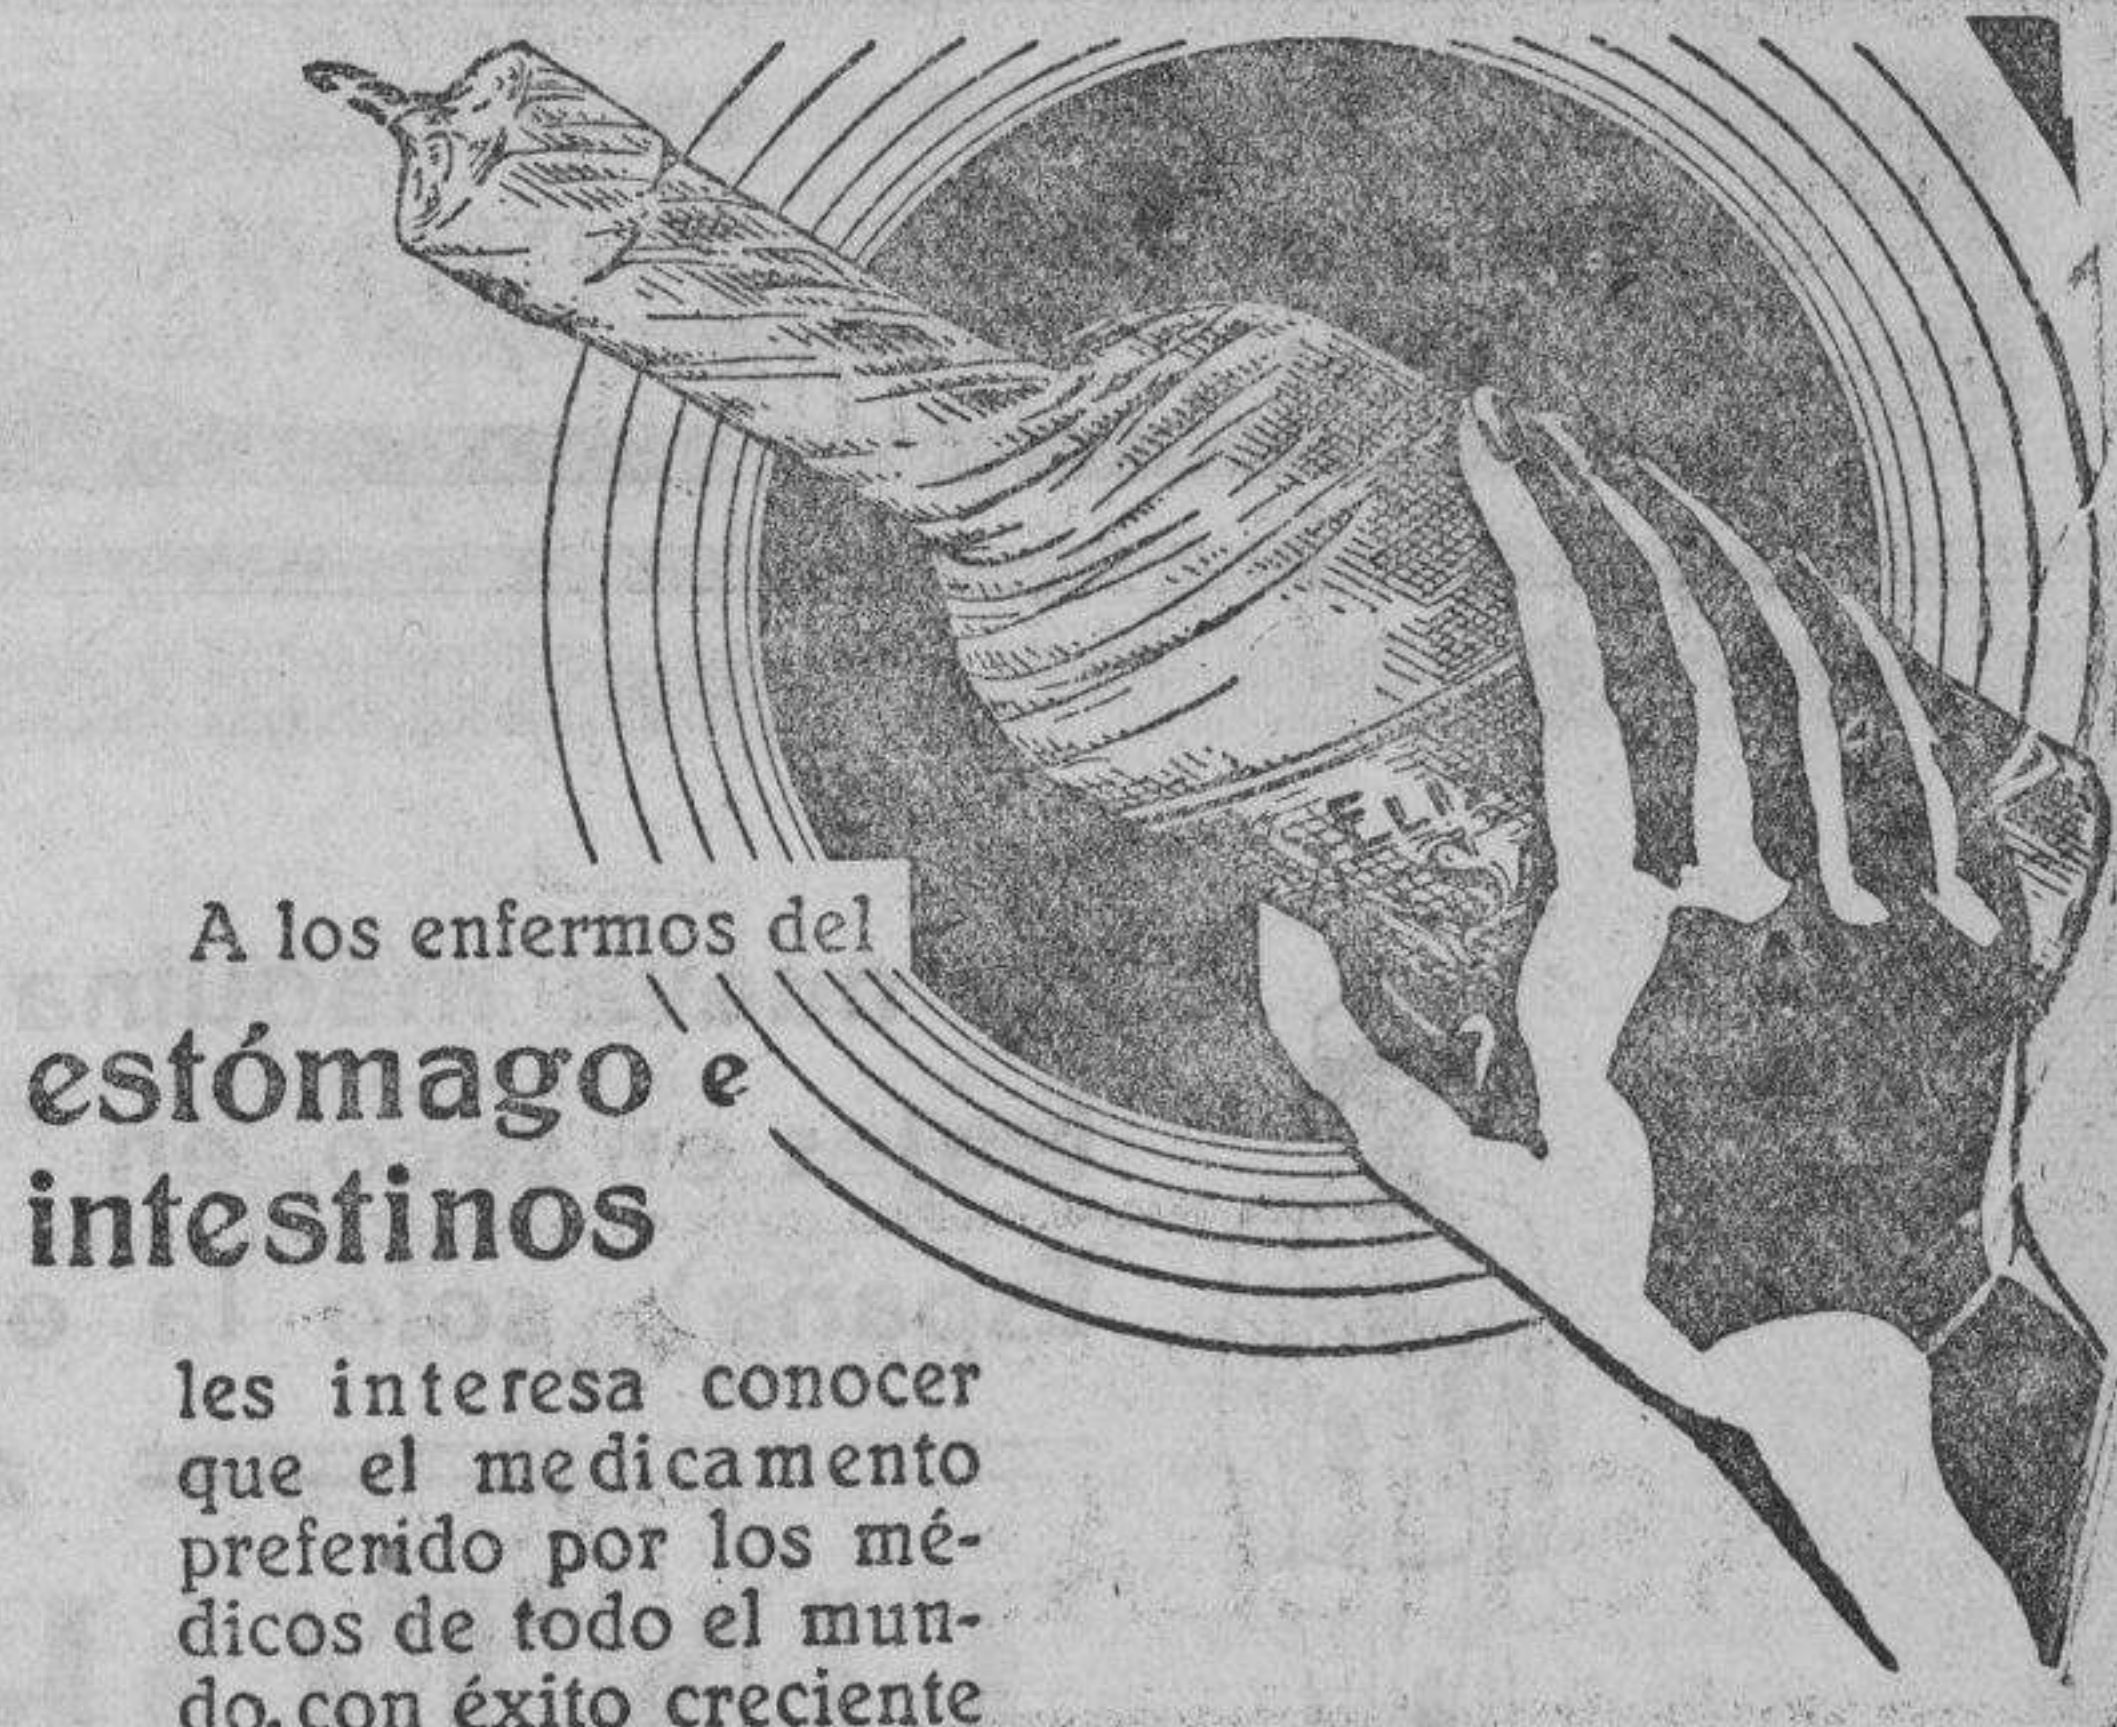 A los enfermos del
estómago e
intestinos
les interesa conocer
que el medicamento
preferido por los mé-
dicos de todo el mun-
do, con éxito creciente